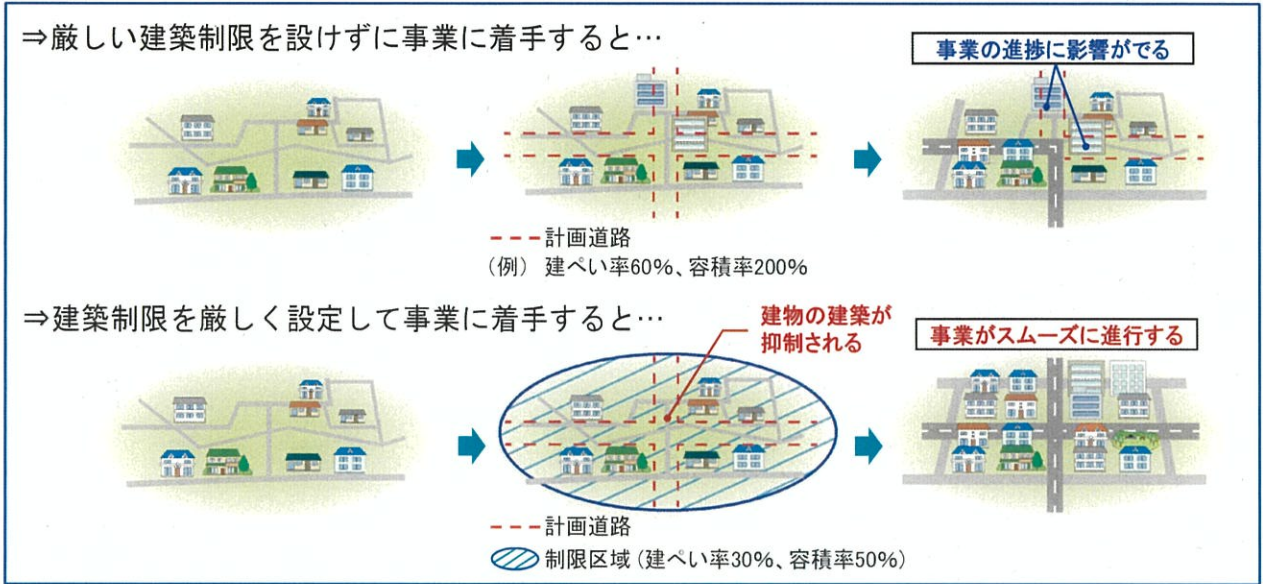 ⇒厳しい建築制限を設けずに事業に着手すると…
事業の進捗に影響がでる
計画道路
(例) 建ぺい率60%、容積率200%
⇒建築制限を厳しく設定して事業に着手すると…
建物の建築が
抑制される
事業がスムーズに進行する
計画道路
制限区域(建ぺい率30%、容積率50%)